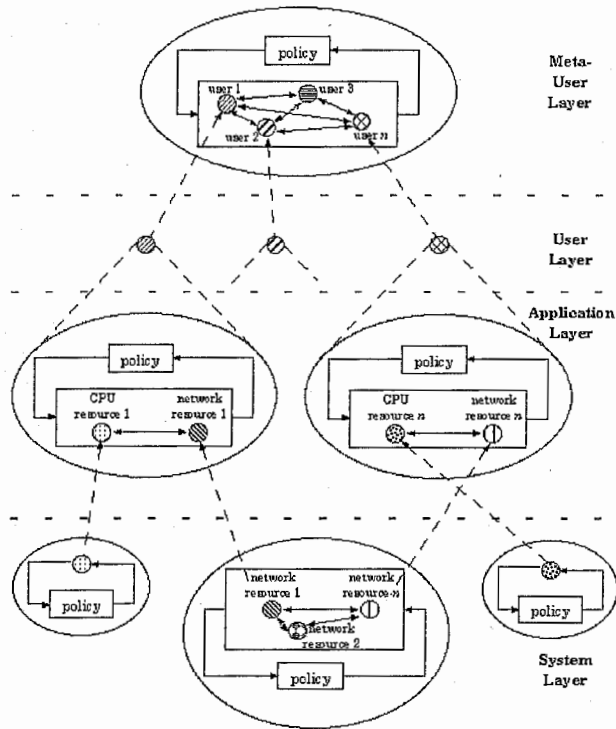 policy
Meta-
User
Layer
user 1
user 3
user 2
user n
User
Layer
Application
Layer
policy
policy
CPU
resource 1
network
resource 1
CPU
resource n
network
resource n
policy
network
resource 1
network
resource n
network
resource 2
policy
policy
System
Layer